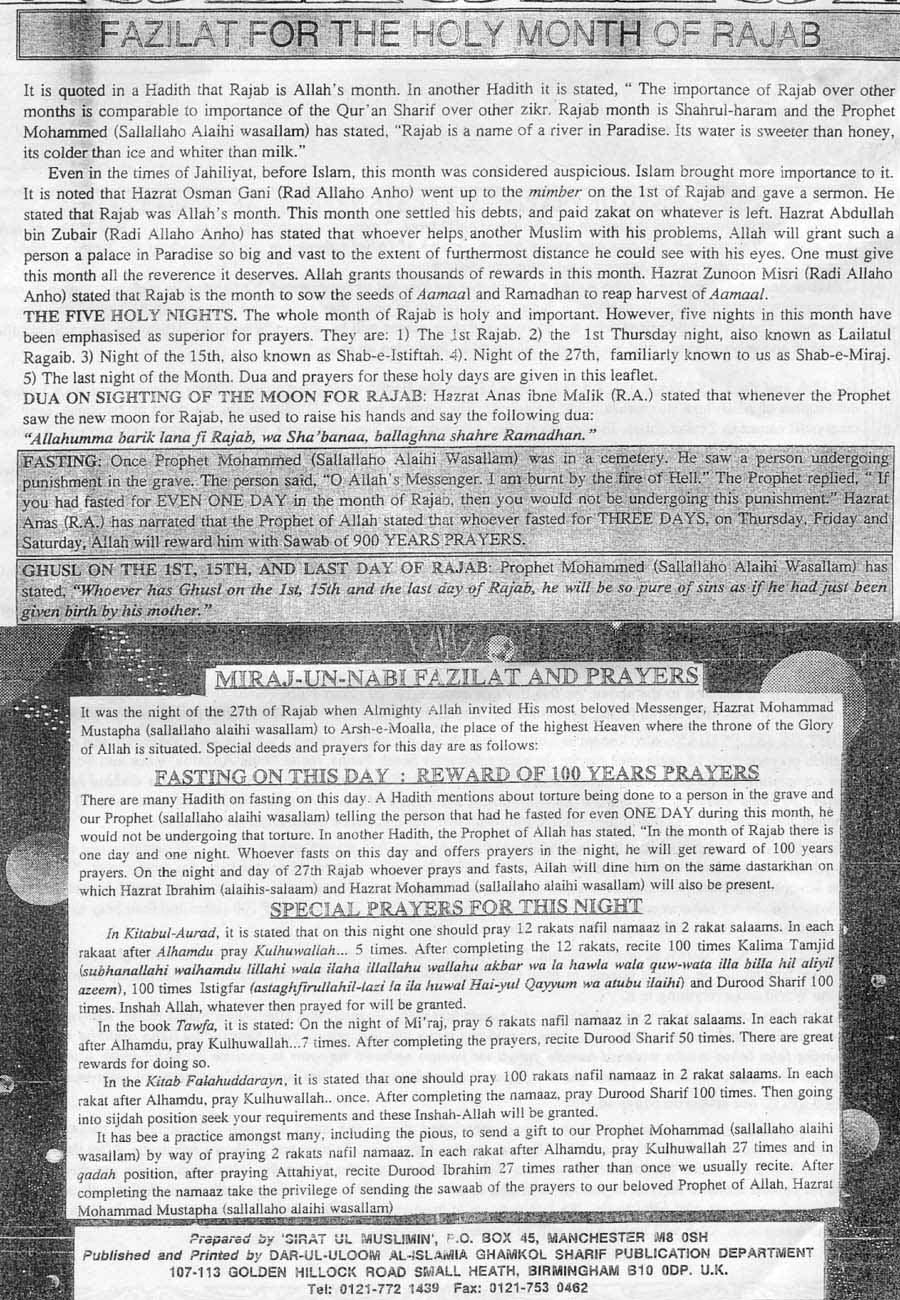 FAZILAT FOR THE HOLY MONTH OF RAJAB
It is quoted in a Hadith that Rajab is Allah's month. In another Hadith it is stated, " The importance of Rajab over other
months is comparable to importance of the Qur'an Sharif over other zikr. Rajab month is Shahrul-haram and the Prophet
Mohammed (Sallallaho Alaihi wasallam) has stated, "Rajab is a name of a river in Paradise. Its water is sweeter than honey,
its colder than ice and whiter than milk."
Even in the times of Jahiliyat, before Islam, this month was considered auspicious. Islam brought more importance to it.
It is noted that Hazrat Osman Gani (Rad Allaho Anho) went up to the mimber on the 1st of Rajab and gave a sermon. He
stated that Rajab was Allah's month. This month one settled his debts, and paid zakat on whatever is left. Hazrat Abdullah
bin Zubair (Radi Allaho Anho) has stated that whoever helps another Muslim with his problems, Allah will grant such a
person a palace in Paradise so big and vast to the extent of furthermost distance he could see with his eyes. One must give
this month all the reverence it deserves. Allah grants thousands of rewards in this month. Hazrat Zunoon Misri (Radi Allaho
Anho) stated that Rajab is the month to sow the seeds of Aamaal and Ramadhan to reap harvest of Aamaal.
THE FIVE HOLY NIGHTS. The whole month of Rajab is holy and important. However, five nights in this month have
been emphasised as superior for prayers. They are: 1) The 1st Rajab. 2) the 1st Thursday night, also known as Lailatul
Ragaib. 3) Night of the 15th, also known as Shab-e-Istiftah. 4). Night of the 27th, familiarly known to us as Shab-e-Miraj.
5) The last night of the Month. Dua and prayers for these holy days are given in this leaflet.
DUA ON SIGHTING OF THE MOON FOR RAJAB: Hazrat Anas ibne Malik (R.A.) stated that whenever the Prophet
saw the new moon for Rajab, he used to raise his hands and say the following dua:
"Allahumma barik lana fi Rajab, wa Sha'banaa, ballaghna shahre Ramadhan."
FASTING: Once Prophet Mohammed (Sallallaho Alaihi Wasallam) was in a cemetery. He saw a person undergoing
punishment in the grave. The person said, "O Allah's Messenger. I am burnt by the fire of Hell." The Prophet replied, " If
you had fasted for EVEN ONE DAY in the month of Rajab, then you would not be undergoing this punishment." Hazrat
Anas (R.A.) has narrated that the Prophet of Allah stated that whoever fasted for THREE DAYS, on Thursday, Friday and
Saturday, Allah will reward him with Sawab of 900 YEARS PRAYERS.
GHUSL ON THE 1ST, 15TH, AND LAST DAY OF RAJAB: Prophet Mohammed (Sallallaho Alaihi Wasallam) has
stated, "Whoever has Ghusl on the 1st, 15th and the last day of Rajab, he will be so pure of sins as if he had just been
given birth by his mother."
MIRAJ-UN-NABI FAZILAT AND PRAYERS
It was the night of the 27th of Rajab when Almighty Allah invited His most beloved Messenger, Hazrat Mohammad
Mustapha (sallallaho alaihi wasallam) to Arsh-e-Moalla, the place of the highest Heaven where the throne of the Glory
of Allah is situated. Special deeds and prayers for this day are as follows:
FASTING ON THIS DAY : REWARD OF 100 YEARS PRAYERS
There are many Hadith on fasting on this day. A Hadith mentions about torture being done to a person in the grave and
our Prophet (sallallaho alaihi wasallam) telling the person that had he fasted for even ONE DAY during this month, he
would not be undergoing that torture. In another Hadith, the Prophet of Allah has stated, "In the month of Rajab there is
one day and one night. Whoever fasts on this day and offers prayers in the night, he will get reward of 100 years
prayers. On the night and day of 27th Rajab whoever prays and fasts, Allah will dine him on the same dastarkhan on
which Hazrat Ibrahim (alaihis-salaam) and Hazrat Mohammad (sallallaho alaihi wasallam) will also be present.
SPECIAL PRAYERS FOR THIS NIGHT
In Kitabul-Aurad, it is stated that on this night one should pray 12 rakats nafil namaaz in 2 rakat salaams. In each
rakaat after Alhamdu pray Kulhuwallah... 5 times. After completing the 12 rakats, recite 100 times Kalima Tamjid
(subhanallahi walhamdu lillahi wala ilaha illallahu wallahu akbar wa la hawla wala quw-wata illa billa hil aliyil
azeem), 100 times Istigfar (astaghfirullahil-lazi la ila huwal Hai-yul Qayyum wa atubu ilaihi) and Durood Sharif 100
times. Inshah Allah, whatever then prayed for will be granted.
In the book Tawfa, it is stated: On the night of Mi'raj, pray 6 rakats nafil namaaz in 2 rakat salaams. In each rakat
after Alhamdu, pray Kulhuwallah...7 times. After completing the prayers, recite Durood Sharif 50 times. There are great
rewards for doing so.
In the Kitab Falahuddarayn, it is stated that one should pray 100 rakats nafil namaaz in 2 rakat salaams. In each
rakat after Alhamdu, pray Kulhuwallah.. once. After completing the namaaz, pray Durood Sharif 100 times. Then going
into sijdah position seek your requirements and these Inshah-Allah will be granted.
It has bee a practice amongst many, including the pious, to send a gift to our Prophet Mohammad (sallallaho alaihi
wasallam) by way of praying 2 rakats nafil namaaz. In each rakat after Alhamdu, pray Kulhuwallah 27 times and in
qadah position, after praying Attahiyat, recite Durood Ibrahim 27 times rather than once we usually recite. After
completing the namaaz take the privilege of sending the sawaab of the prayers to our beloved Prophet of Allah, Hazrat
Mohammad Mustapha (sallallaho alaihi wasallam)
Prepared by 'SIRAT UL MUSLIMIN', P.O. BOX 45, MANCHESTER M8 0SH
Published and Printed by DAR-UL-ULOOM AL-ISLAMIA GHAMKOL SHARIF PUBLICATION DEPARTMENT
107-113 GOLDEN HILLOCK ROAD SMALL HEATH, BIRMINGHAM B10 0DP. U.K.
Tel: 0121-772 1439 Fax: 0121-753 0462